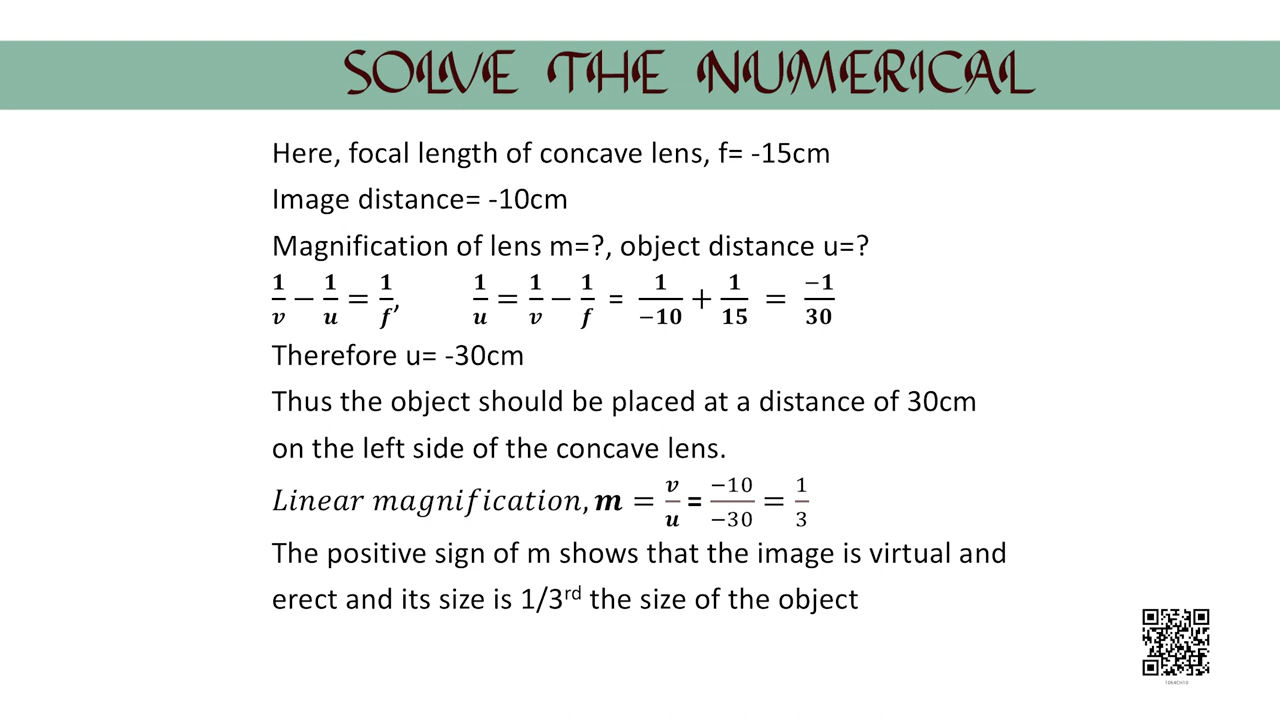 SOLVE THE NUMERICAL
Here, focal length of concave lens, f= -15cm
Image distance= -10cm
Magnification of lens m=?, object distance u=?
1/v − 1/u = 1/f, 1/u = 1/v − 1/f = 1/−10 + 1/15 = −1/30
Therefore u= -30cm
Thus the object should be placed at a distance of 30cm
on the left side of the concave lens.
Linear magnification, m = v/u = −10/−30 = 1/3
The positive sign of m shows that the image is virtual and
erect and its size is 1/3rd the size of the object